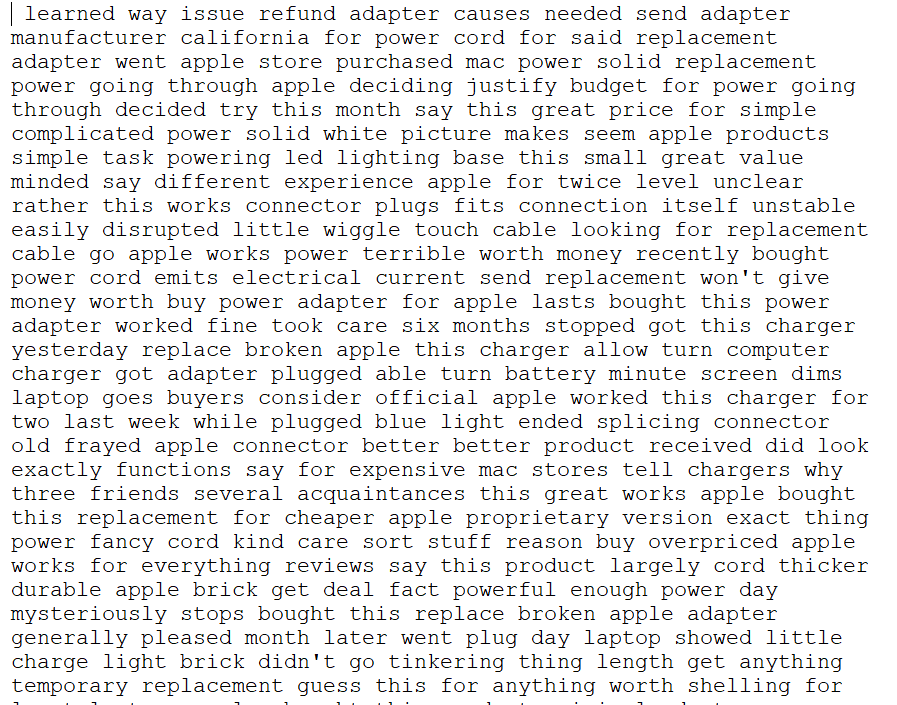 learned way issue refund adapter causes needed send adapter
manufacturer california for power cord for said replacement
adapter went apple store purchased mac power solid replacement
power going through apple deciding justify budget for power going
through decided try this month say this great price for simple
complicated power solid white picture makes seem apple products
simple task powering led lighting base this small great value
minded say different experience apple for twice level unclear
rather this works connector plugs fits connection itself unstable
easily disrupted little wiggle touch cable looking for replacement
cable go apple works power terrible worth money recently bought
power cord emits electrical current send replacement won't give
money worth buy power adapter for apple lasts bought this power
adapter worked fine took care six months stopped got this charger
yesterday replace broken apple this charger allow turn computer
charger got adapter plugged able turn battery minute screen dims
laptop goes buyers consider official apple worked this charger for
two last week while plugged blue light ended splicing connector
old frayed apple connector better better product received did look
exactly functions say for expensive mac stores tell chargers why
three friends several acquaintances this great works apple bought
this replacement for cheaper apple proprietary version exact thing
power fancy cord kind care sort stuff reason buy overpriced apple
works for everything reviews say this product largely cord thicker
durable apple brick get deal fact powerful enough power day
mysteriously stops bought this replace broken apple adapter
generally pleased month later went plug day laptop showed little
charge light brick didn't go tinkering thing length get anything
temporary replacement guess this for anything worth shelling for